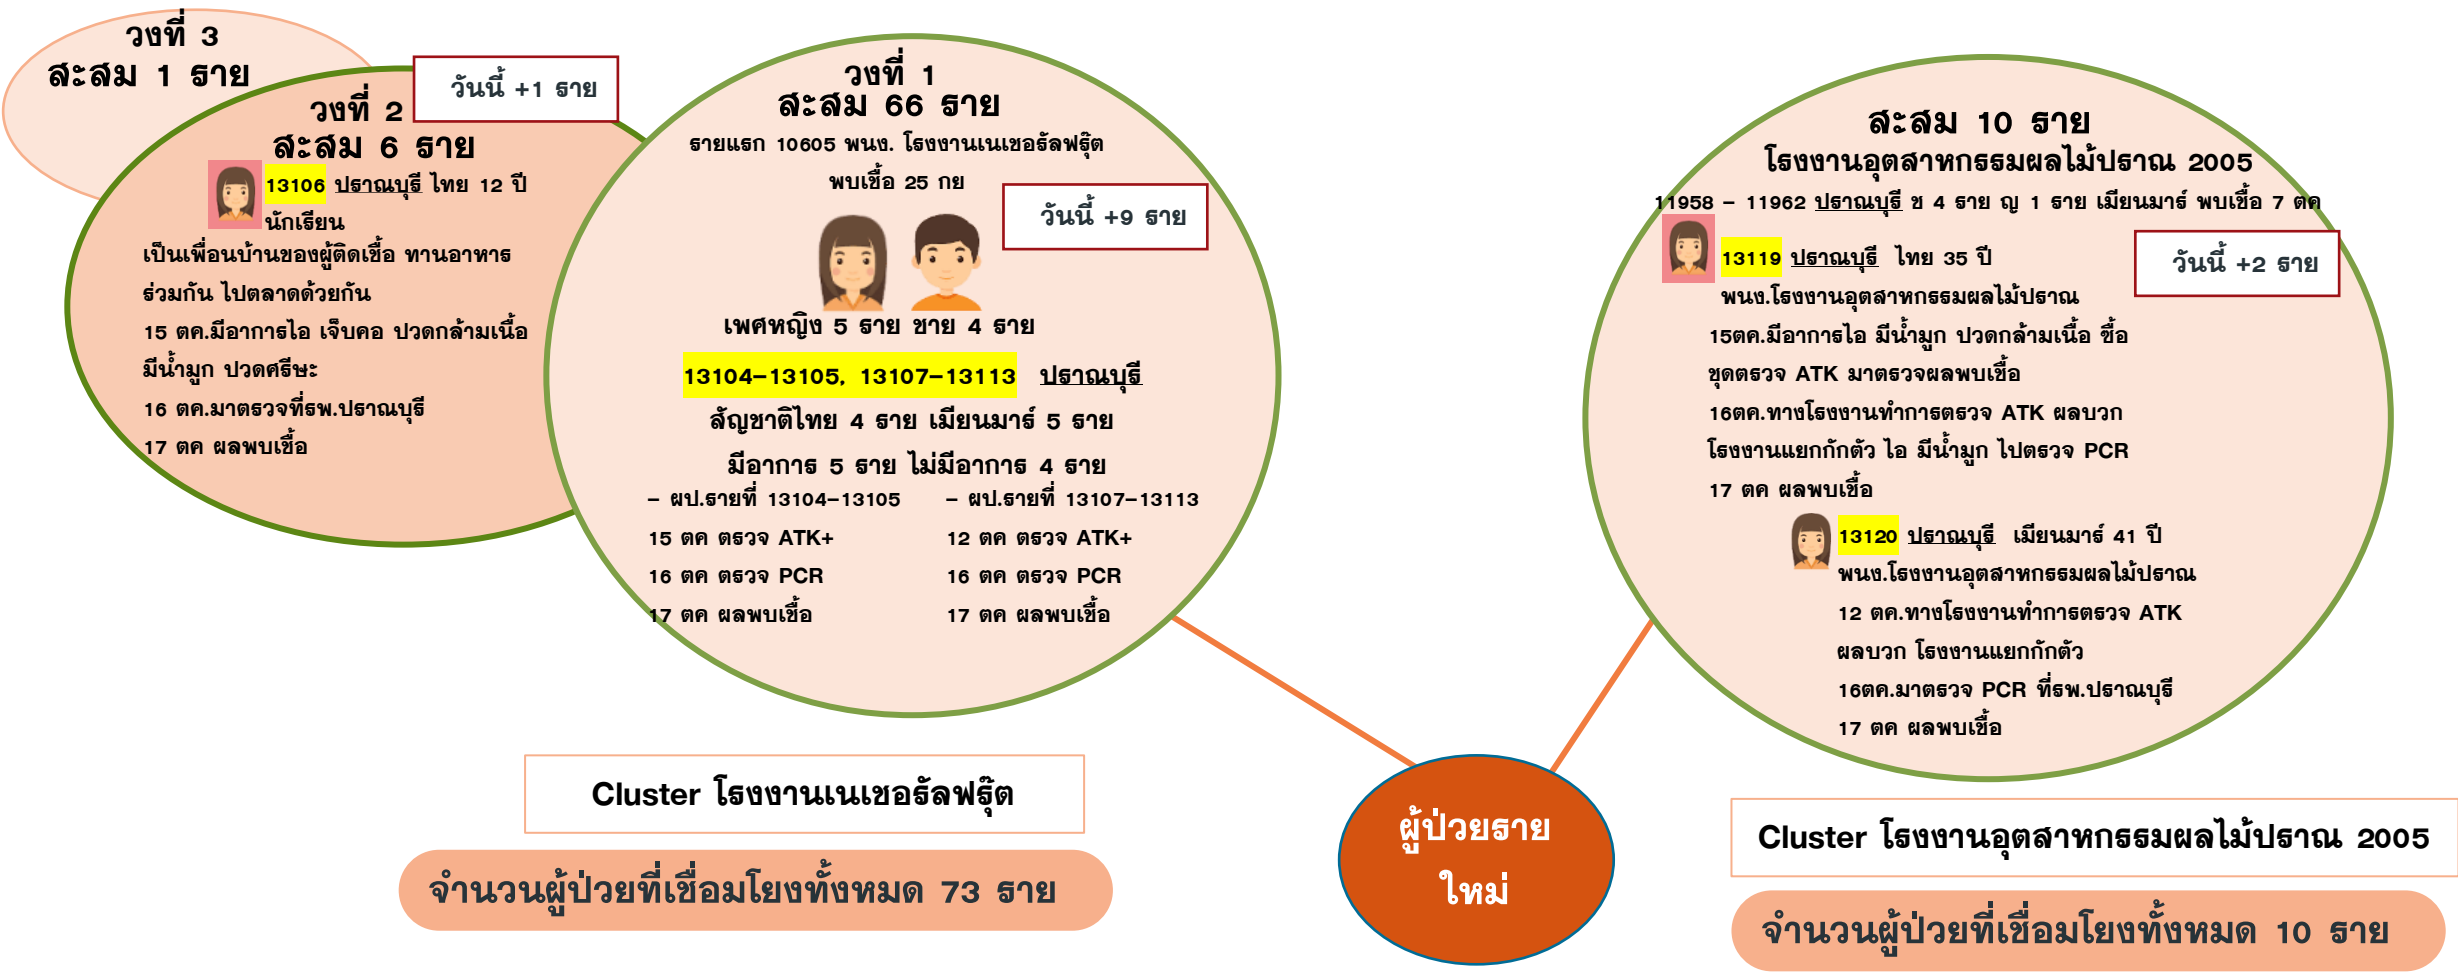 วงที่ 3
สะสม 1 ราย
วันนี้ +1 ราย
วงที่ 2
สะสม 6 ราย
13106 ปราณบุรี ไทย 12 ปี
นักเรียน
เป็นเพื่อนบ้านของผู้ติดเชื้อ ทานอาหาร
ร่วมกัน ไปตลาดด้วยกัน
15 ตค.มีอาการไอ เจ็บคอ ปวดกล้ามเนื้อ
มีน้ำมูก ปวดศรีษะ
16 ตค.มาตรวจที่รพ.ปราณบุรี
17 ตค ผลพบเชื้อ
วงที่ 1
สะสม 66 ราย
รายแรก 10605 พนง. โรงงานเนเชอรัลฟรุ๊ต
พบเชื้อ 25 กย
วันนี้ +9 ราย
เพศหญิง 5 ราย ชาย 4 ราย
13104–13105, 13107–13113 ปราณบุรี
สัญชาติไทย 4 ราย เมียนมาร์ 5 ราย
มีอาการ 5 ราย ไม่มีอาการ 4 ราย
– ผป.รายที่ 13104–13105
15 ตค ตรวจ ATK+
16 ตค ตรวจ PCR
17 ตค ผลพบเชื้อ
– ผป.รายที่ 13107–13113
12 ตค ตรวจ ATK+
16 ตค ตรวจ PCR
17 ตค ผลพบเชื้อ
Cluster โรงงานเนเชอรัลฟรุ๊ต
จำนวนผู้ป่วยที่เชื่อมโยงทั้งหมด 73 ราย
ผู้ป่วยราย
ใหม่
สะสม 10 ราย
โรงงานอุตสาหกรรมผลไม้ปราณ 2005
11958 – 11962 ปราณบุรี ช 4 ราย ญ 1 ราย เมียนมาร์ พบเชื้อ 7 ตค
วันนี้ +2 ราย
13119 ปราณบุรี ไทย 35 ปี
พนง.โรงงานอุตสาหกรรมผลไม้ปราณ
15ตค.มีอาการไอ มีน้ำมูก ปวดกล้ามเนื้อ ซื้อ
ชุดตรวจ ATK มาตรวจผลพบเชื้อ
16ตค.ทางโรงงานทำการตรวจ ATK ผลบวก
โรงงานแยกกักตัว ไอ มีน้ำมูก ไปตรวจ PCR
17 ตค ผลพบเชื้อ
13120 ปราณบุรี เมียนมาร์ 41 ปี
พนง.โรงงานอุตสาหกรรมผลไม้ปราณ
12 ตค.ทางโรงงานทำการตรวจ ATK
ผลบวก โรงงานแยกกักตัว
16ตค.มาตรวจ PCR ที่รพ.ปราณบุรี
17 ตค ผลพบเชื้อ
Cluster โรงงานอุตสาหกรรมผลไม้ปราณ 2005
จำนวนผู้ป่วยที่เชื่อมโยงทั้งหมด 10 ราย